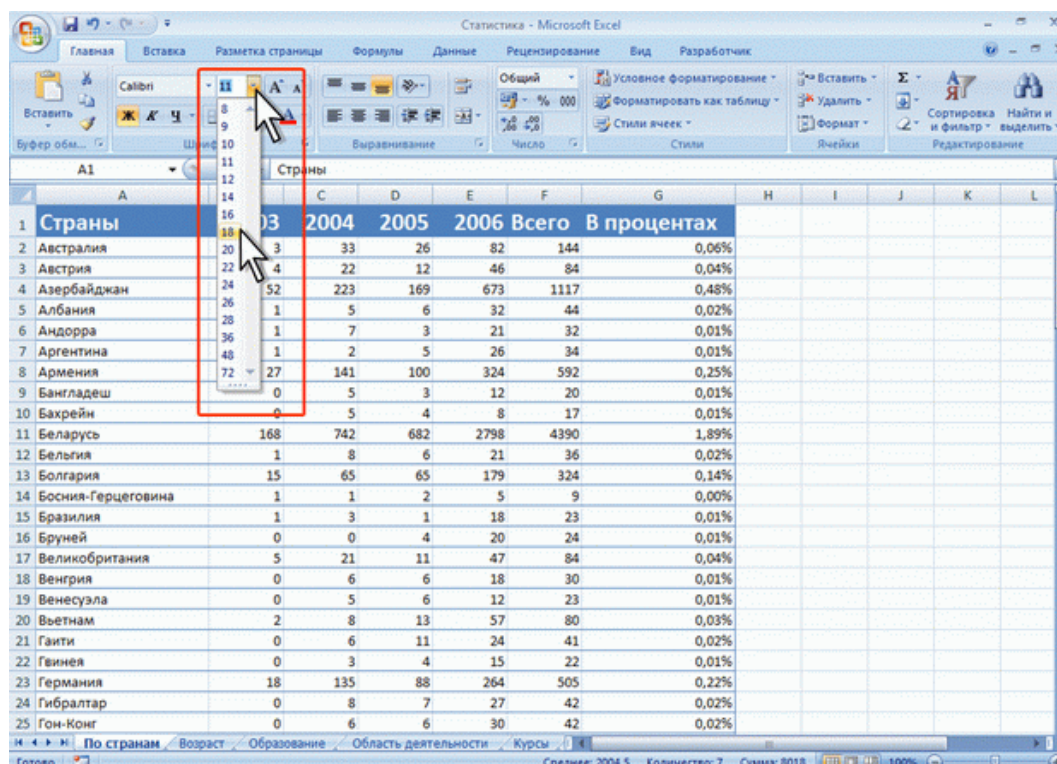 Статистика - Microsoft Excel
Главная Вставка Разметка страницы Формулы Данные Рецензирование Вид Разработчик
Calibri 11 Общий Условное форматирование Вставить Σ
Вставить Ж К Ч % 000 Форматировать как таблицу Удалить Сортировка и фильтр Найти и выделить
Стили ячеек Формат
Буфер обм... Выравнивание Число Стили Ячейки Редактирование
A1 Страны
A C D E F G H I J K L
1 Страны 03 2004 2005 2006 Всего В процентах
2 Австралия 3 33 26 82 144 0,06%
3 Австрия 4 22 12 46 84 0,04%
4 Азербайджан 52 223 169 673 1117 0,48%
5 Албания 1 5 6 32 44 0,02%
6 Андорра 1 7 3 21 32 0,01%
7 Аргентина 1 2 5 26 34 0,01%
8 Армения 27 141 100 324 592 0,25%
9 Бангладеш 0 5 3 12 20 0,01%
10 Бахрейн 0 5 4 8 17 0,01%
11 Беларусь 168 742 682 2798 4390 1,89%
12 Бельгия 1 8 6 21 36 0,02%
13 Болгария 15 65 65 179 324 0,14%
14 Босния-Герцеговина 1 1 2 5 9 0,00%
15 Бразилия 1 3 1 18 23 0,01%
16 Бруней 0 0 4 20 24 0,01%
17 Великобритания 5 21 11 47 84 0,04%
18 Венгрия 0 6 6 18 30 0,01%
19 Венесуэла 0 5 6 12 23 0,01%
20 Вьетнам 2 8 13 57 80 0,03%
21 Гаити 0 6 11 24 41 0,02%
22 Гвинея 0 3 4 15 22 0,01%
23 Германия 18 135 88 264 505 0,22%
24 Гибралтар 0 8 7 27 42 0,02%
25 Гон-Конг 0 6 6 30 42 0,02%
8
9
10
11
12
14
16
18
20
22
24
26
28
36
48
72
По странам Возраст Образование Область деятельности Курсы
Готово Среднее: 2004,5 Количество: 7 Сумма: 8018 100%